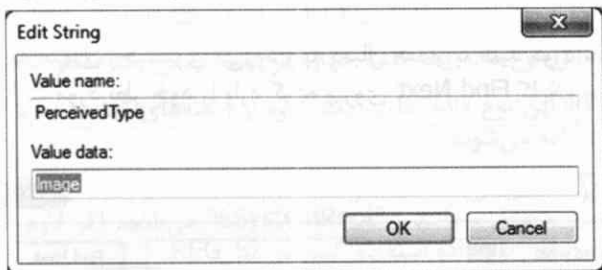 Edit String
Value name:
PerceivedType
Value data:
Image
OK
Cancel